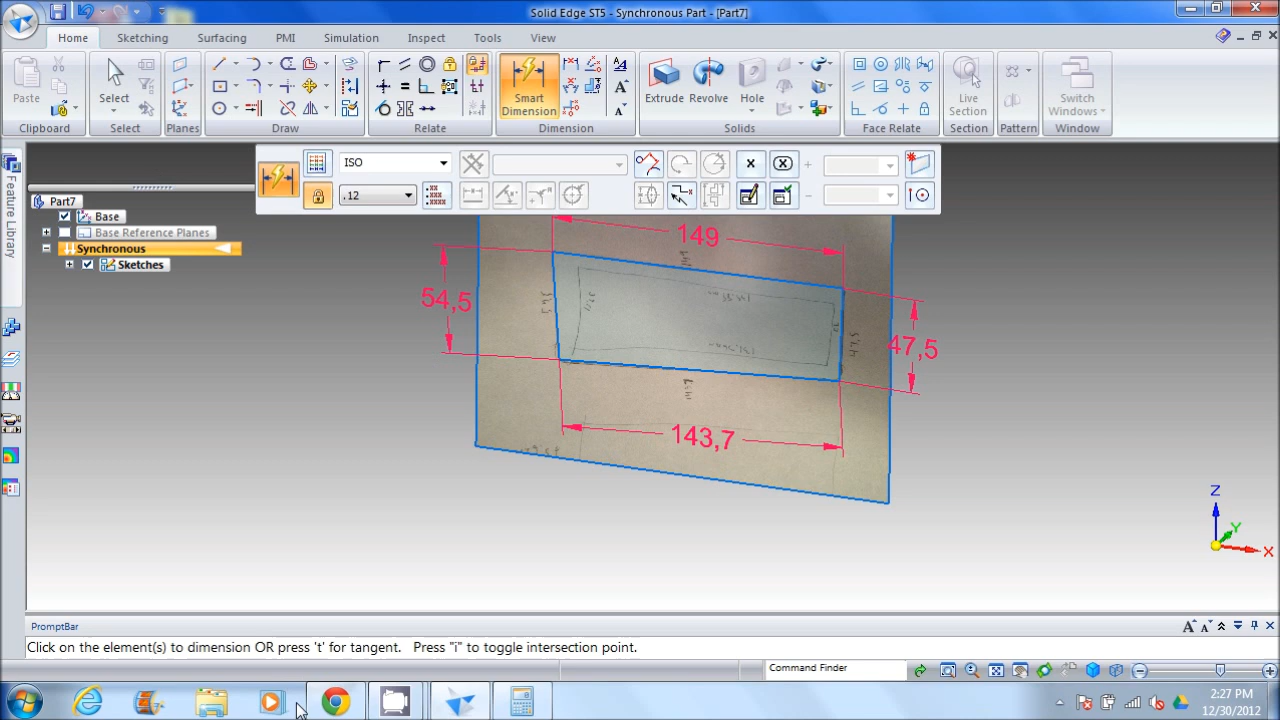 Solid Edge ST5 - Synchronous Part - [Part7]
Home Sketching Surfacing PMI Simulation Inspect Tools View
Paste Select Smart Dimension Extrude Revolve Hole Live Section Switch Windows
Clipboard Select Planes Draw Relate Dimension Solids Face Relate Section Pattern Window
ISO
.12
Feature Library
Part7
Base
Base Reference Planes
Synchronous
Sketches
149
54,5
47,5
143,7
Z
Y
X
PromptBar
Click on the element(s) to dimension OR press 't' for tangent. Press "i" to toggle intersection point.
Command Finder
2:27 PM
12/30/2012